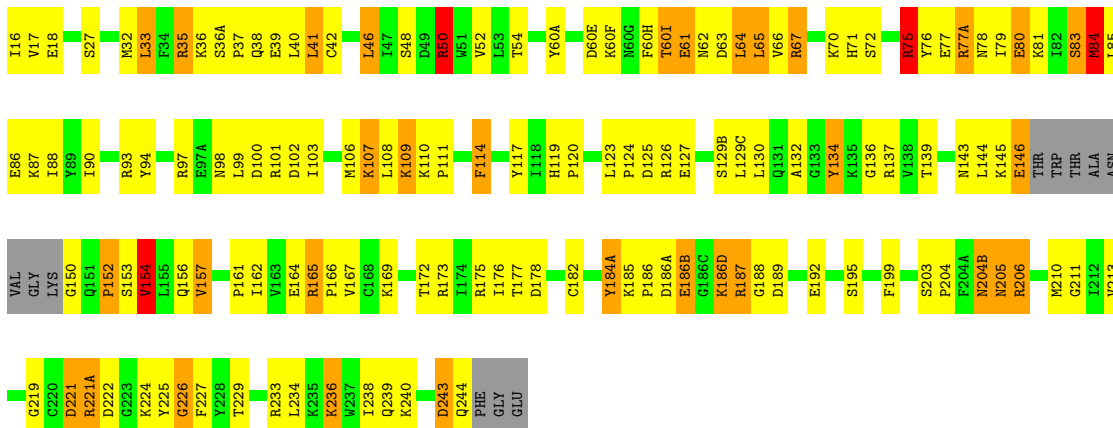 I16 V17 E18 S27 M32 L33 F34 R35 K36 S36A P37 Q38 E39 L40 L41 C42 L46 I47 S48 D49 R50 W51 V52 L53 T54 Y60A D60E K60F N60G F60H T60I E61 N62 D63 L64 L65 V66 R67 K70 H71 S72 R75 Y76 E77 R77A N78 I79 E80 K81 I82 S83 M84 L85
E86 K87 I88 Y89 I90 R93 Y94 R97 E97A N98 L99 D100 R101 D102 I103 M106 K107 L108 K109 K110 P111 F114 Y117 I118 H119 P120 L123 P124 D125 R126 E127 S129B L129C L130 Q131 A132 G133 Y134 K135 G136 R137 V138 T139 N143 L144 K145 E146 THR TRP THR ALA ASN
VAL GLY LYS G150 Q151 P152 S153 V154 L155 Q156 V157 P161 I162 V163 E164 R165 P166 V167 C168 K169 T172 R173 I174 R175 I176 T177 D178 C182 Y184A K185 P186 D186A E186B G186C K186D R187 G188 D189 E192 S195 F199 S203 P204 F204A N204B N205 R206 M210 G211 I212 V213
G219 C220 D221 R221A D222 G223 K224 Y225 G226 F227 Y228 T229 R233 L234 K235 K236 W237 I238 Q239 K240 D243 Q244 PHE GLY GLU